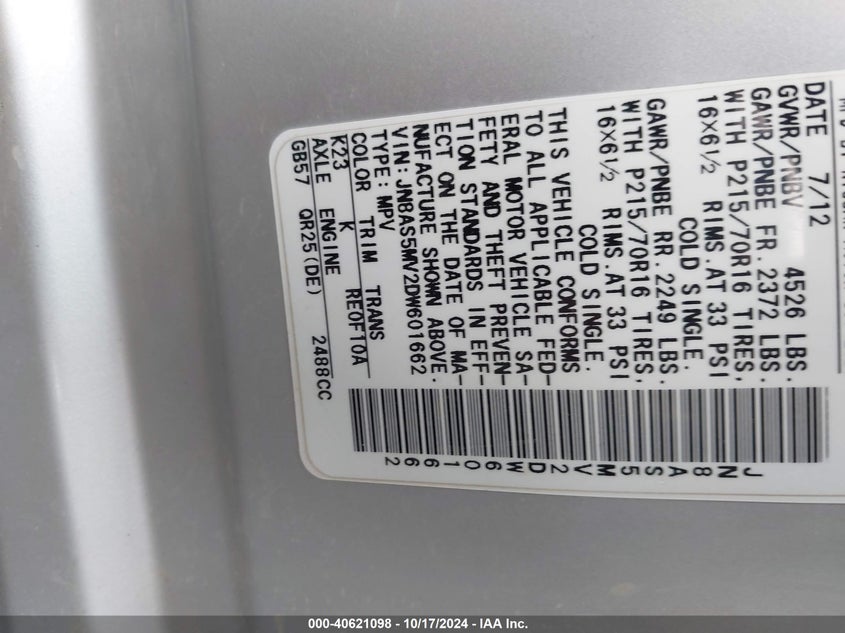 DATE 7/12
GVWR/PNBV 4526 LBS.
GAWR/PNBE FR. 2372 LBS.
WITH P215/70R16 TIRES,
16X6½ RIMS.AT 33 PSI
COLD SINGLE.
GAWR/PNBE RR. 2249 LBS.
WITH P215/70R16 TIRES,
16X6½ RIMS.AT 33 PSI
COLD SINGLE.
THIS VEHICLE CONFORMS
TO ALL APPLICABLE FED-
ERAL MOTOR VEHICLE SA-
FETY AND THEFT PREVEN-
TION STANDARDS IN EFF-
ECT ON THE DATE OF MA-
NUFACTURE SHOWN ABOVE.
VIN:JN8AS5MV2DW601662
TYPE:MPV
COLOR TRIM TRANS
K23 K RE0F10A
AXLE ENGINE
GB57 QR25(DE) 2488CC
JN8AS5MV2DW601662
000-40621098 - 10/17/2024 - IAA Inc.